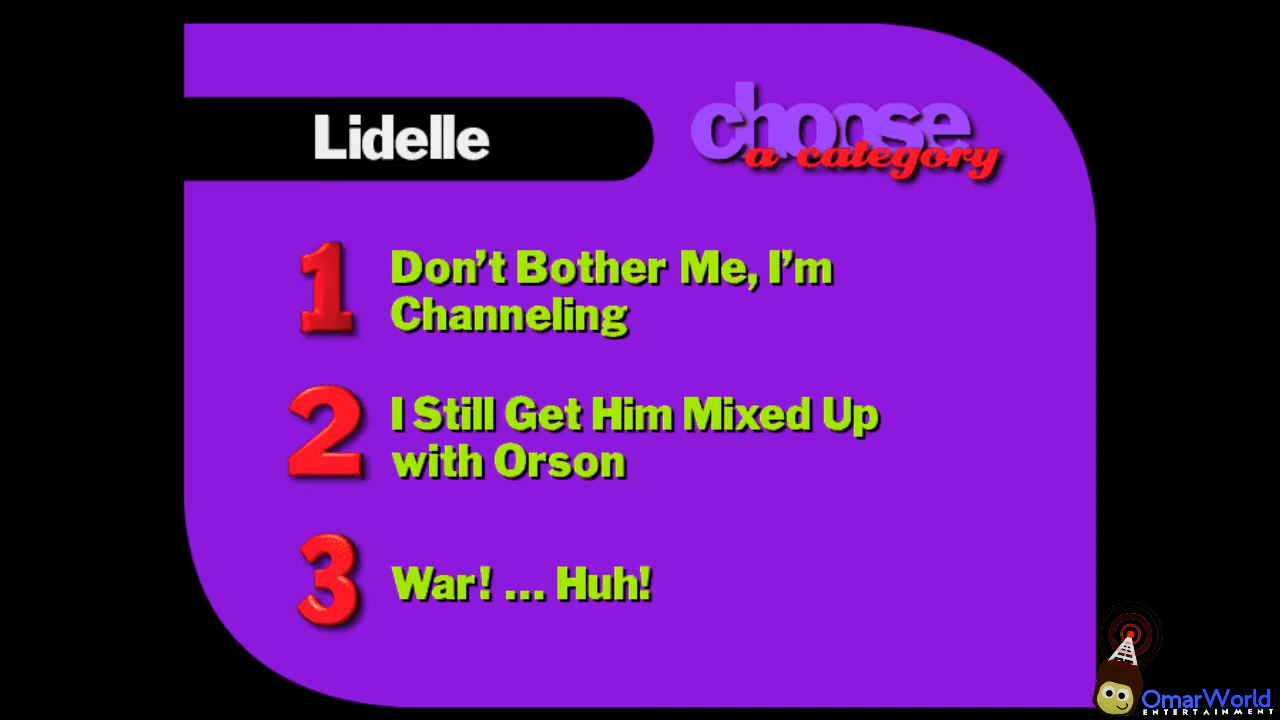 Lidelle
choose
a category
1
Don't Bother Me, I'm
Channeling
2
I Still Get Him Mixed Up
with Orson
3
War! ... Huh!
OmarWorld
ENTERTAINMENT